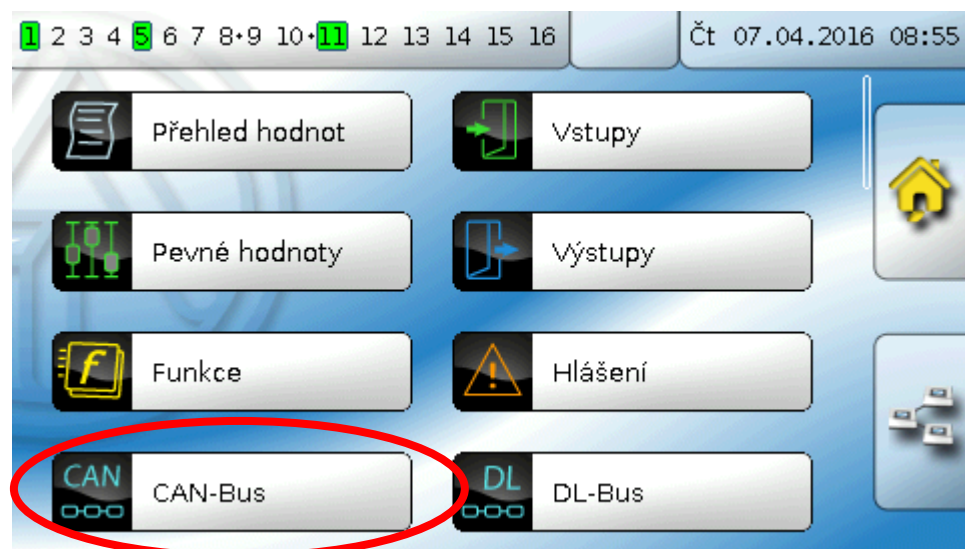 1 2 3 4 5 6 7 8•9 10•11 12 13 14 15 16 Čt 07.04.2016 08:55
Přehled hodnot Vstupy
Pevné hodnoty Výstupy
f Funkce Hlášení
CAN CAN-Bus DL DL-Bus